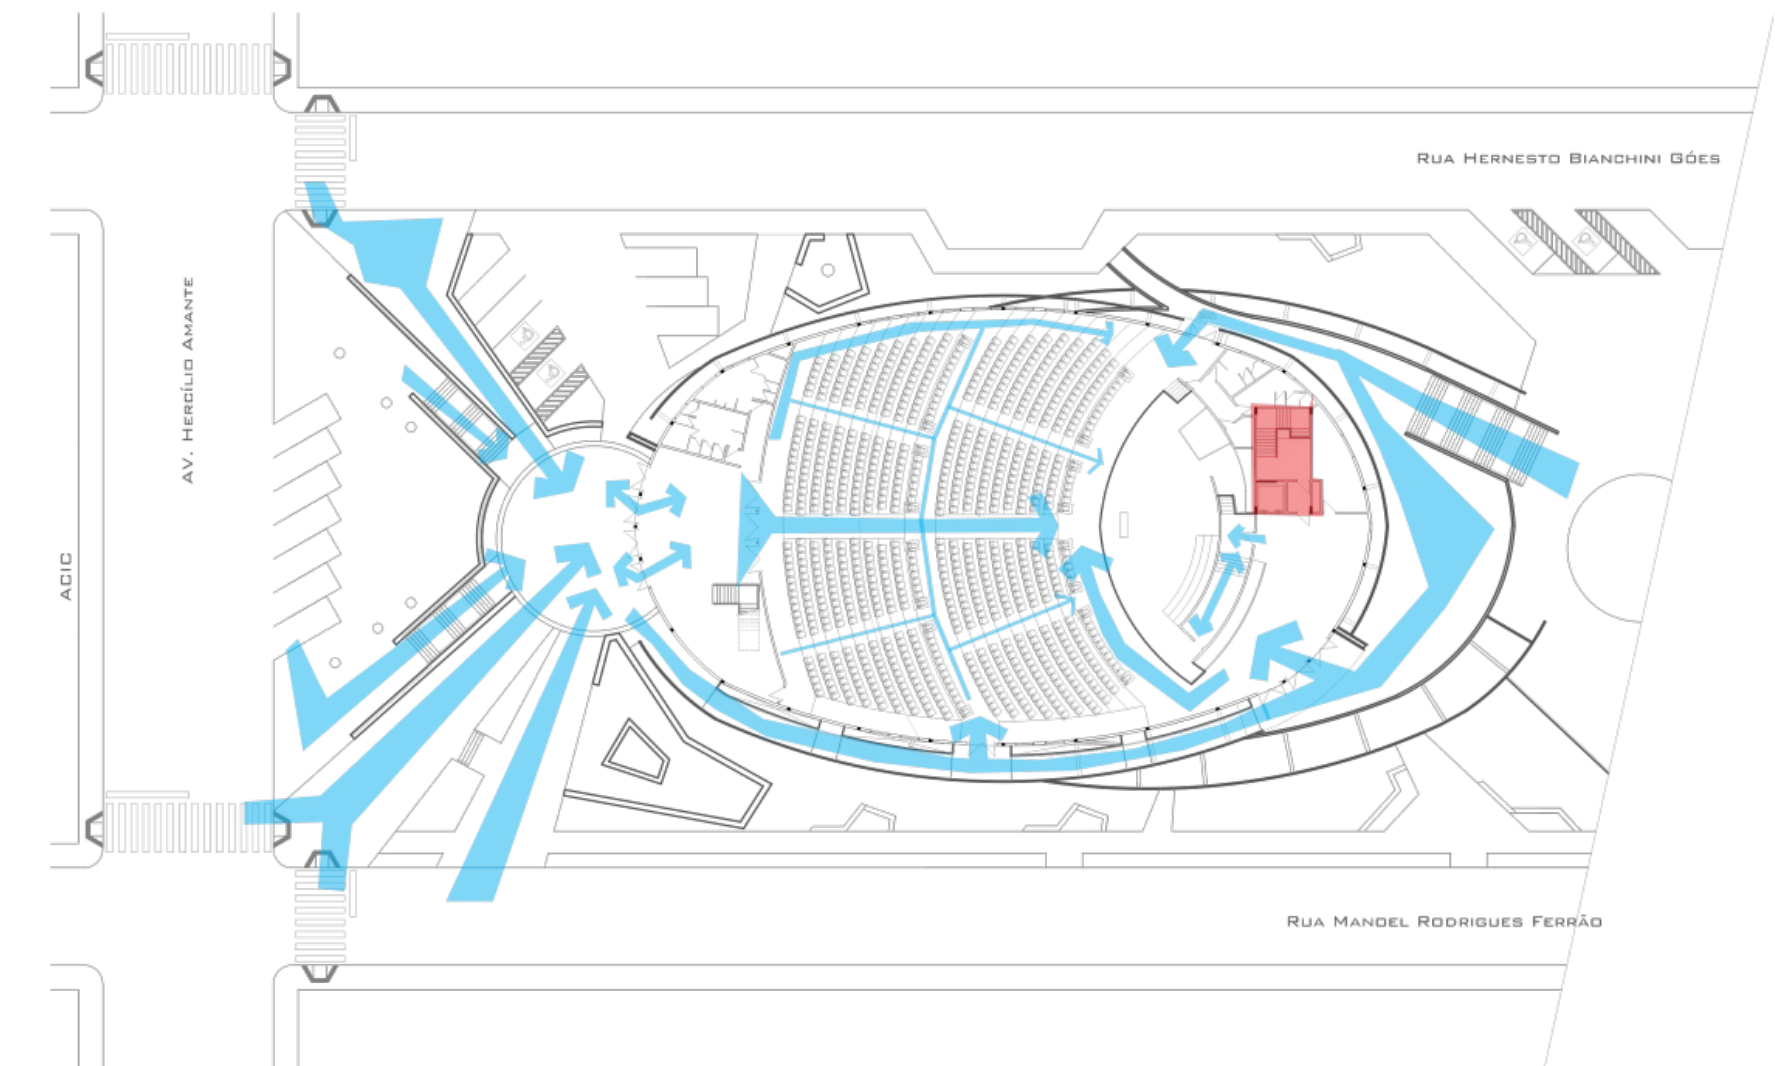 Rua Hernesto Bianchini Góes
Av. Hercílio Amante
ACIC
Rua Manoel Rodrigues Ferrão